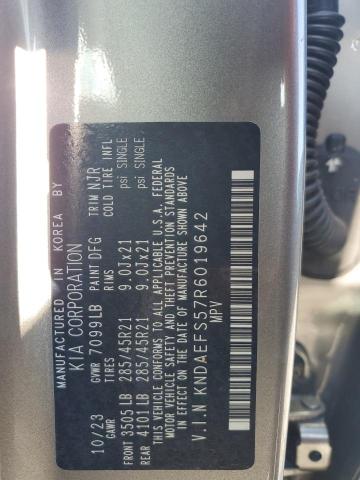 MANUFACTURED IN KOREA BY
KIA CORPORATION
10/23 GVWR 7099LB PAINT DFG TRIM NJR
GAWR TIRES RIMS COLD TIRE INFL
FRONT 3505LB 285/45R21 9.0JX21 psi SINGLE
REAR 4101LB 285/45R21 9.0JX21 psi SINGLE
THIS VEHICLE CONFORMS TO ALL APPLICABLE U.S.A. FEDERAL
MOTOR VEHICLE SAFETY AND THEFT PREVENTION
STANDARDS IN EFFECT ON THE DATE OF
MANUFACTURE SHOWN ABOVE.
V.I.N KNDAEFS57R6019642
MPV